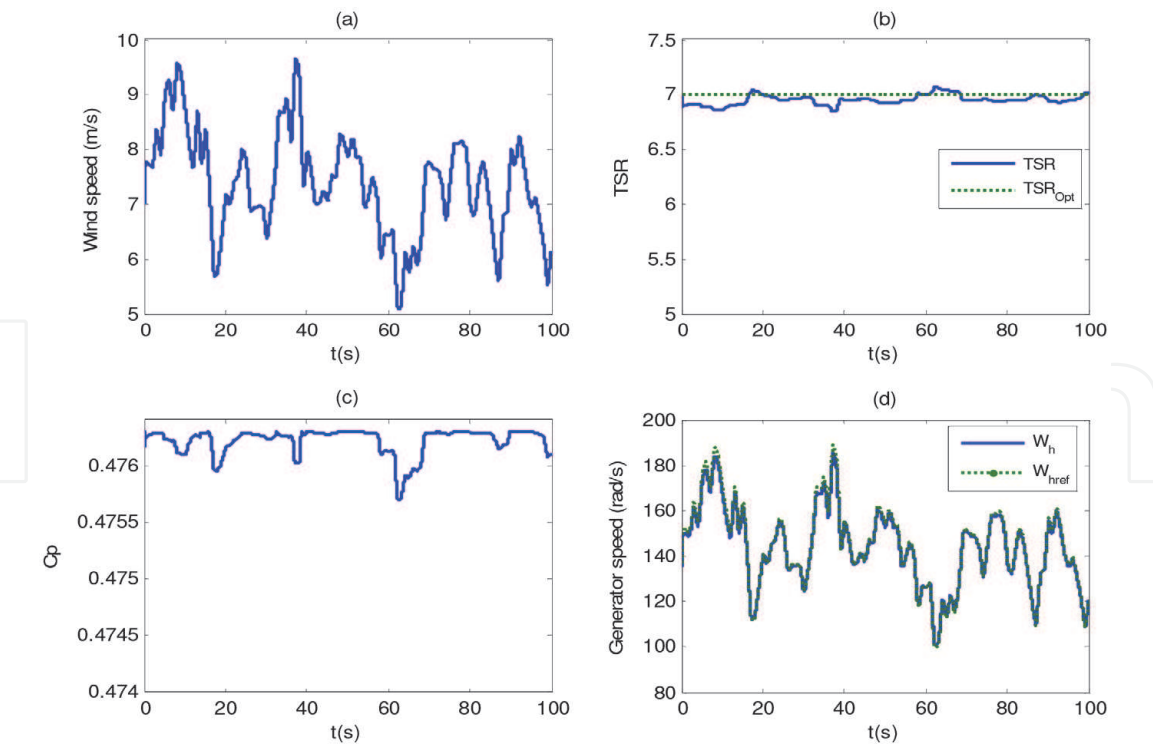 (a)
Wind speed (m/s)
10
9
8
7
6
5
0 20 40 60 80 100
t(s)
(b)
TSR
7.5
7
6.5
6
5.5
5
TSR
TSROpt
0 20 40 60 80 100
t(s)
(c)
Cp
0.476
0.4755
0.475
0.4745
0.474
0 20 40 60 80 100
t(s)
(d)
Generator speed (rad/s)
200
180
160
140
120
100
80
Wh
Whref
0 20 40 60 80 100
t(s)